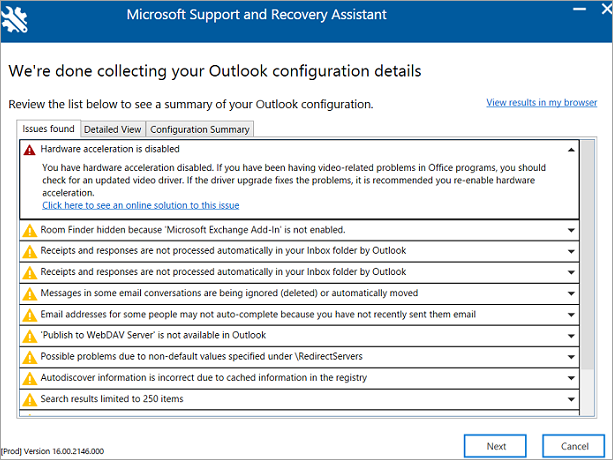 Microsoft Support and Recovery Assistant
We're done collecting your Outlook configuration details
Review the list below to see a summary of your Outlook configuration.
View results in my browser
Issues found
Detailed View
Configuration Summary
Hardware acceleration is disabled
You have hardware acceleration disabled. If you have been having video-related problems in Office programs, you should
check for an updated video driver. If the driver upgrade fixes the problems, it is recommended you re-enable hardware
acceleration.
Click here to see an online solution to this issue
Room Finder hidden because 'Microsoft Exchange Add-In' is not enabled.
Receipts and responses are not processed automatically in your Inbox folder by Outlook
Receipts and responses are not processed automatically in your Inbox folder by Outlook
Messages in some email conversations are being ignored (deleted) or automatically moved
Email addresses for some people may not auto-complete because you have not recently sent them email
'Publish to WebDAV Server' is not available in Outlook
Possible problems due to non-default values specified under \RedirectServers
Autodiscover information is incorrect due to cached information in the registry
Search results limited to 250 items
[Prod] Version 16.00.2146.000
Next
Cancel